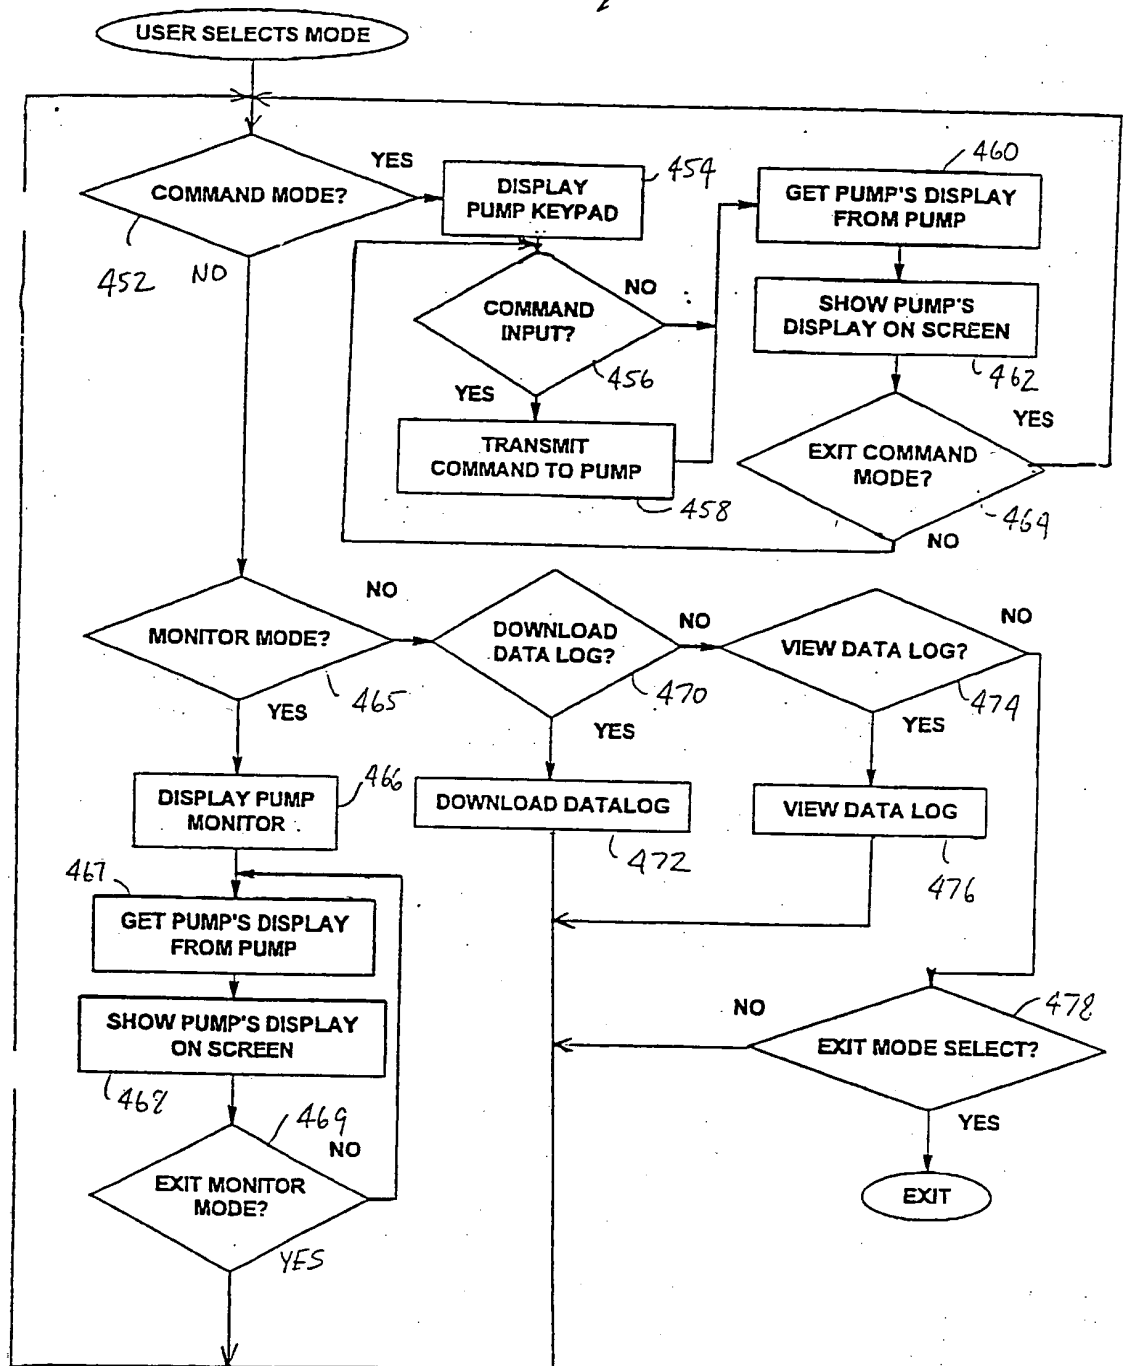 USER SELECTS MODE
COMMAND MODE?
YES
452
NO
DISPLAY
PUMP KEYPAD
454
COMMAND
INPUT?
NO
456
YES
TRANSMIT
COMMAND TO PUMP
458
460
GET PUMP'S DISPLAY
FROM PUMP
SHOW PUMP'S
DISPLAY ON SCREEN
462
EXIT COMMAND
MODE?
YES
464
NO
MONITOR MODE?
NO
465
YES
DOWNLOAD
DATA LOG?
NO
470
YES
VIEW DATA LOG?
NO
474
YES
DISPLAY PUMP
MONITOR
466
DOWNLOAD DATALOG
472
VIEW DATA LOG
476
467
GET PUMP'S DISPLAY
FROM PUMP
SHOW PUMP'S DISPLAY
ON SCREEN
468
469
NO
EXIT MONITOR
MODE?
YES
NO
478
EXIT MODE SELECT?
YES
EXIT